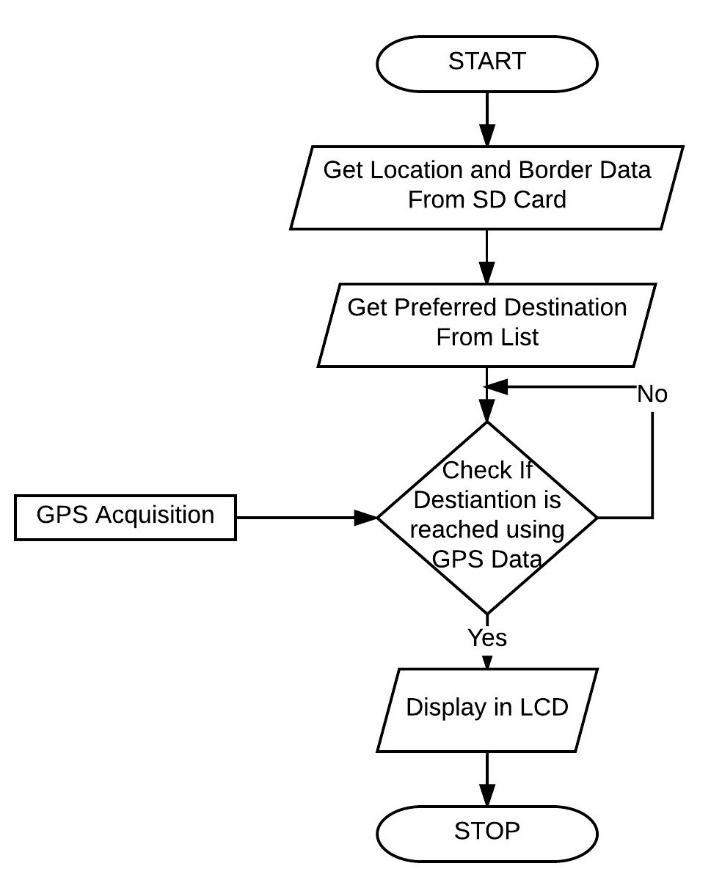 START
Get Location and Border Data
From SD Card
Get Preferred Destination
From List
No
Check If
Destiantion is
reached using
GPS Data
GPS Acquisition
Yes
Display in LCD
STOP